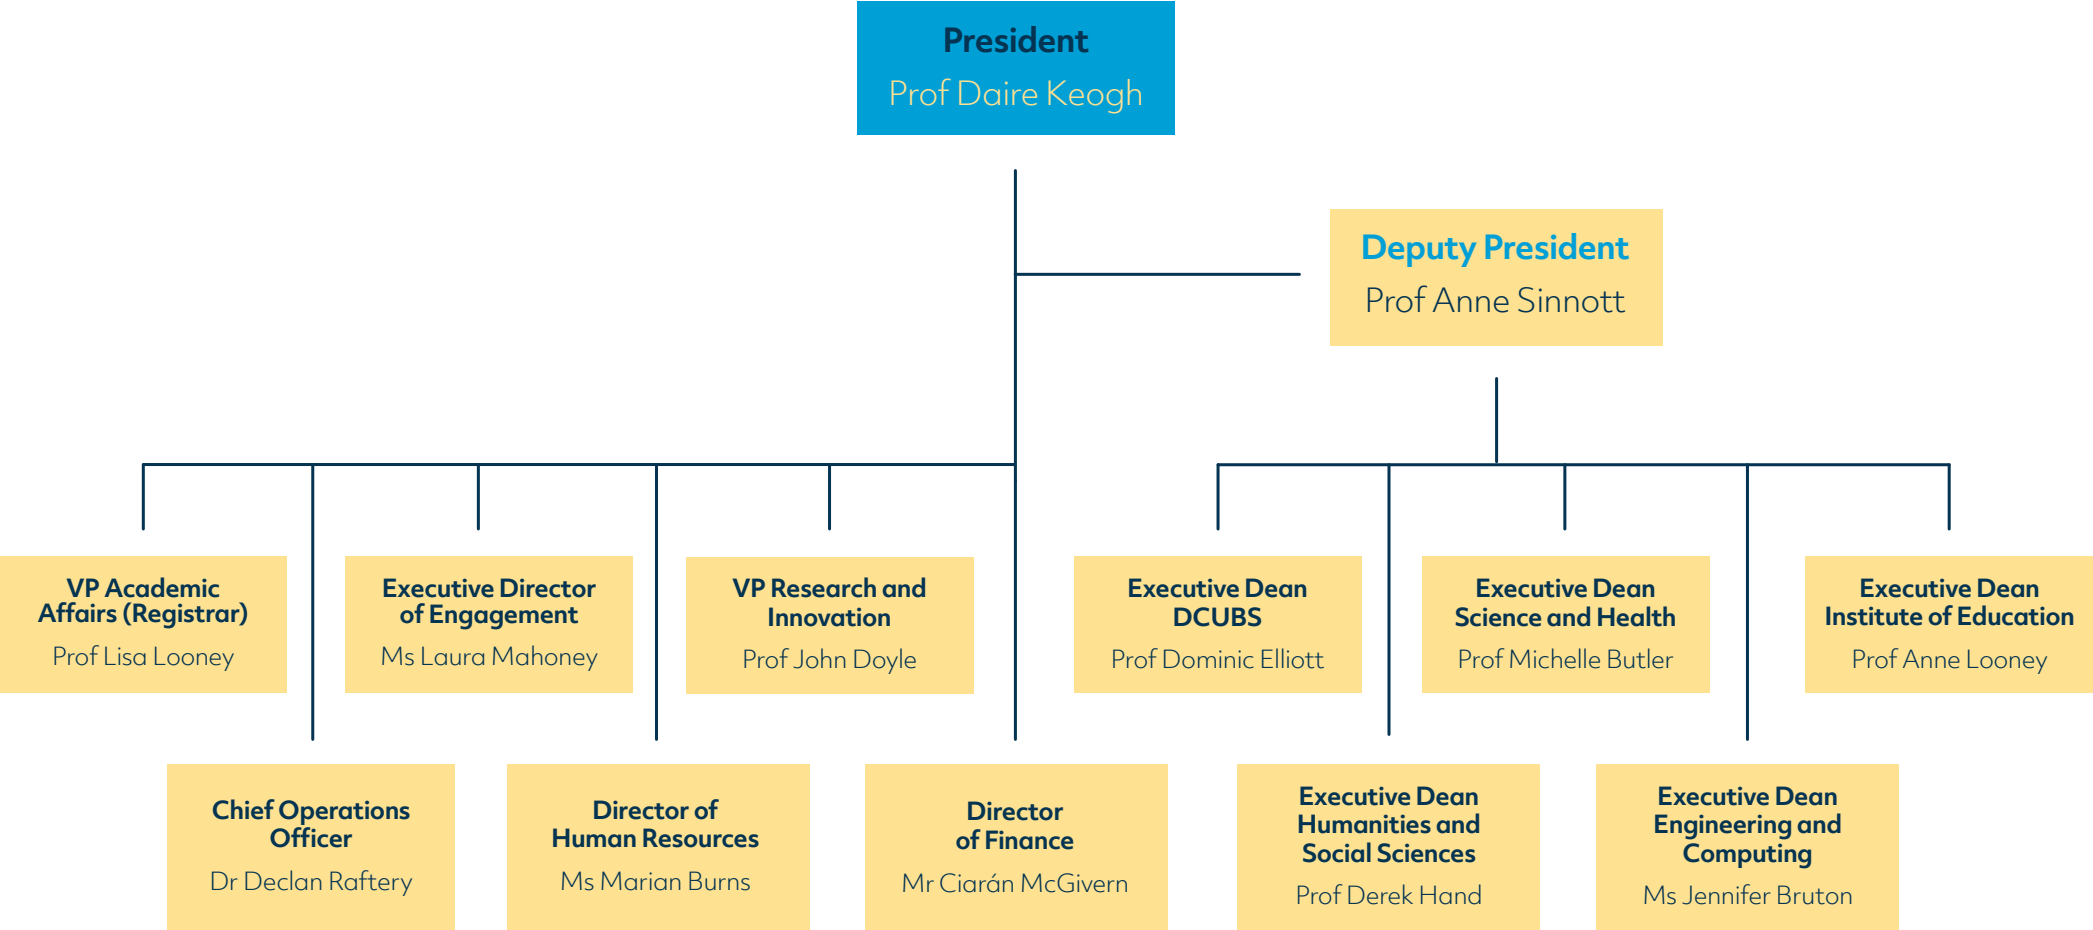 President
Prof Daire Keogh
Deputy President
Prof Anne Sinnott
VP Academic
Affairs (Registrar)
Prof Lisa Looney
Executive Director
of Engagement
Ms Laura Mahoney
VP Research and
Innovation
Prof John Doyle
Executive Dean
DCUBS
Prof Dominic Elliott
Executive Dean
Science and Health
Prof Michelle Butler
Executive Dean
Institute of Education
Prof Anne Looney
Chief Operations
Officer
Dr Declan Raftery
Director of
Human Resources
Ms Marian Burns
Director
of Finance
Mr Ciarán McGivern
Executive Dean
Humanities and
Social Sciences
Prof Derek Hand
Executive Dean
Engineering and
Computing
Ms Jennifer Bruton